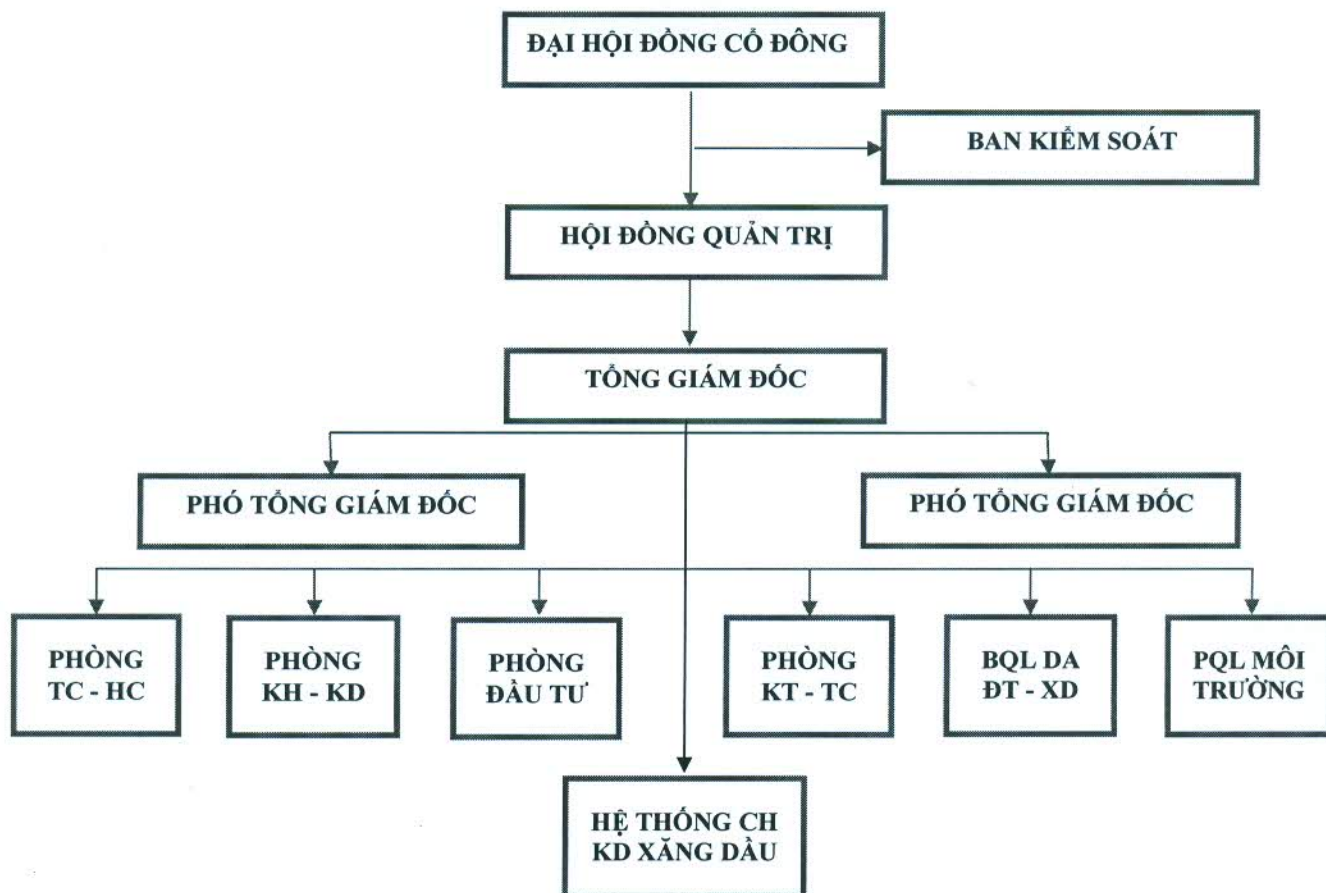 ĐẠI HỘI ĐỒNG CỔ ĐÔNG
BAN KIỂM SOÁT
HỘI ĐỒNG QUẢN TRỊ
TỔNG GIÁM ĐỐC
PHÓ TỔNG GIÁM ĐỐC
PHÓ TỔNG GIÁM ĐỐC
PHÒNG
TC - HC
PHÒNG
KH - KD
PHÒNG
ĐẦU TƯ
PHÒNG
KT - TC
BQL DA
ĐT - XD
PQL MÔI
TRƯỜNG
HỆ THỐNG CH
KD XĂNG DẦU